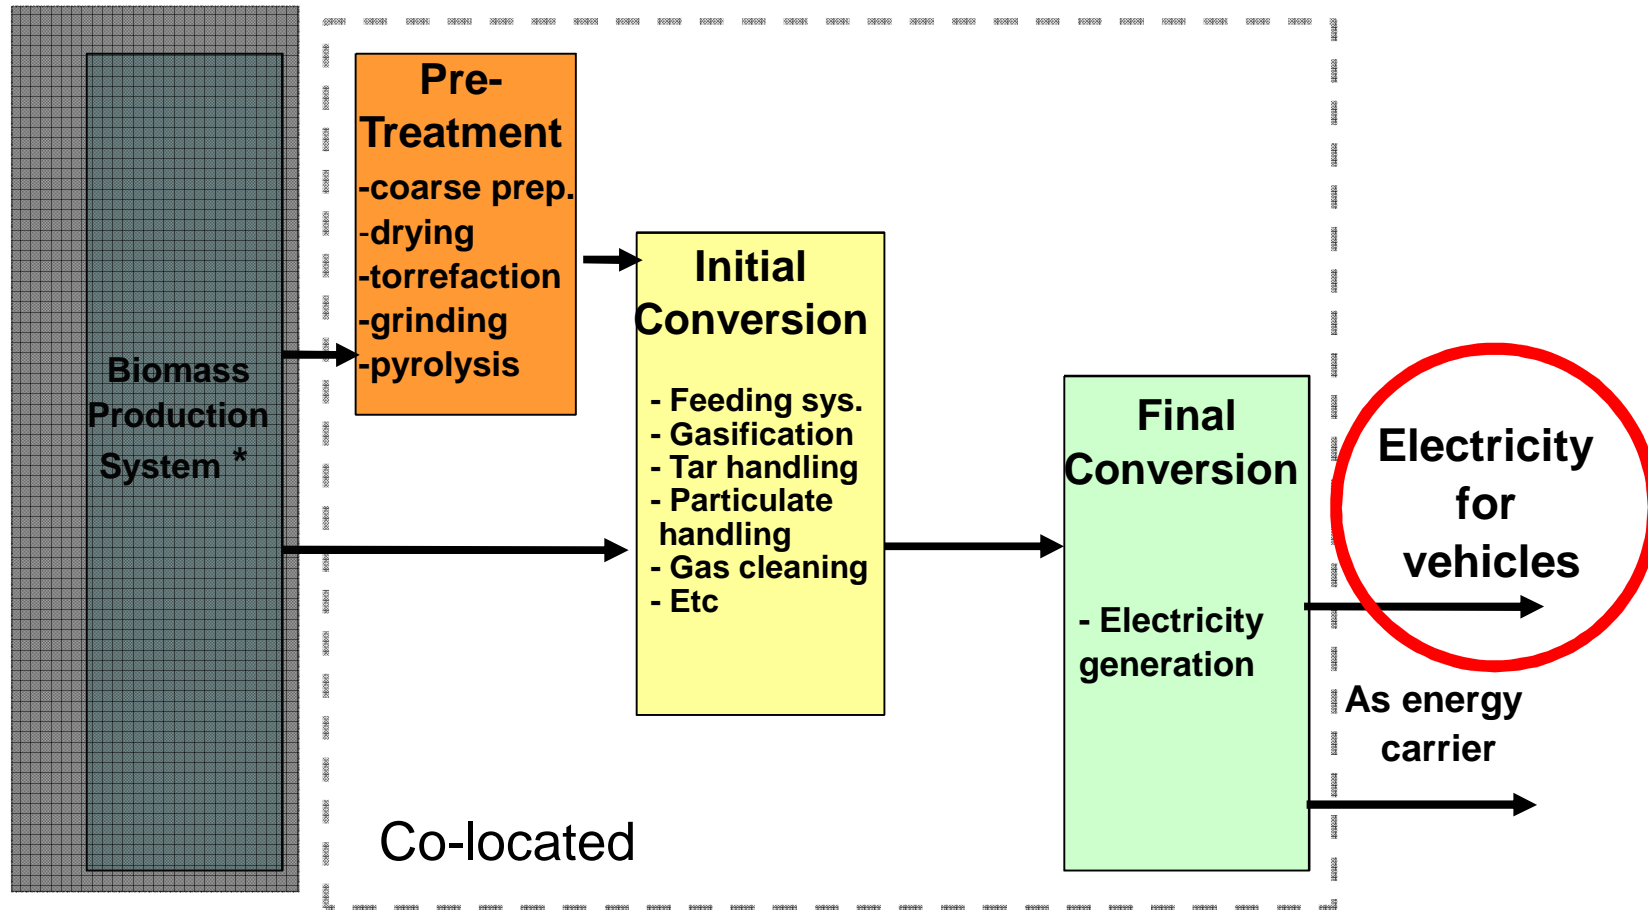 Biomass
Production
System *
Pre-
Treatment
-coarse prep.
-drying
-torrefaction
-grinding
-pyrolysis
Initial
Conversion
- Feeding sys.
- Gasification
- Tar handling
- Particulate
handling
- Gas cleaning
- Etc
Final
Conversion
- Electricity
generation
Electricity
for
vehicles
As energy
carrier
Co-located